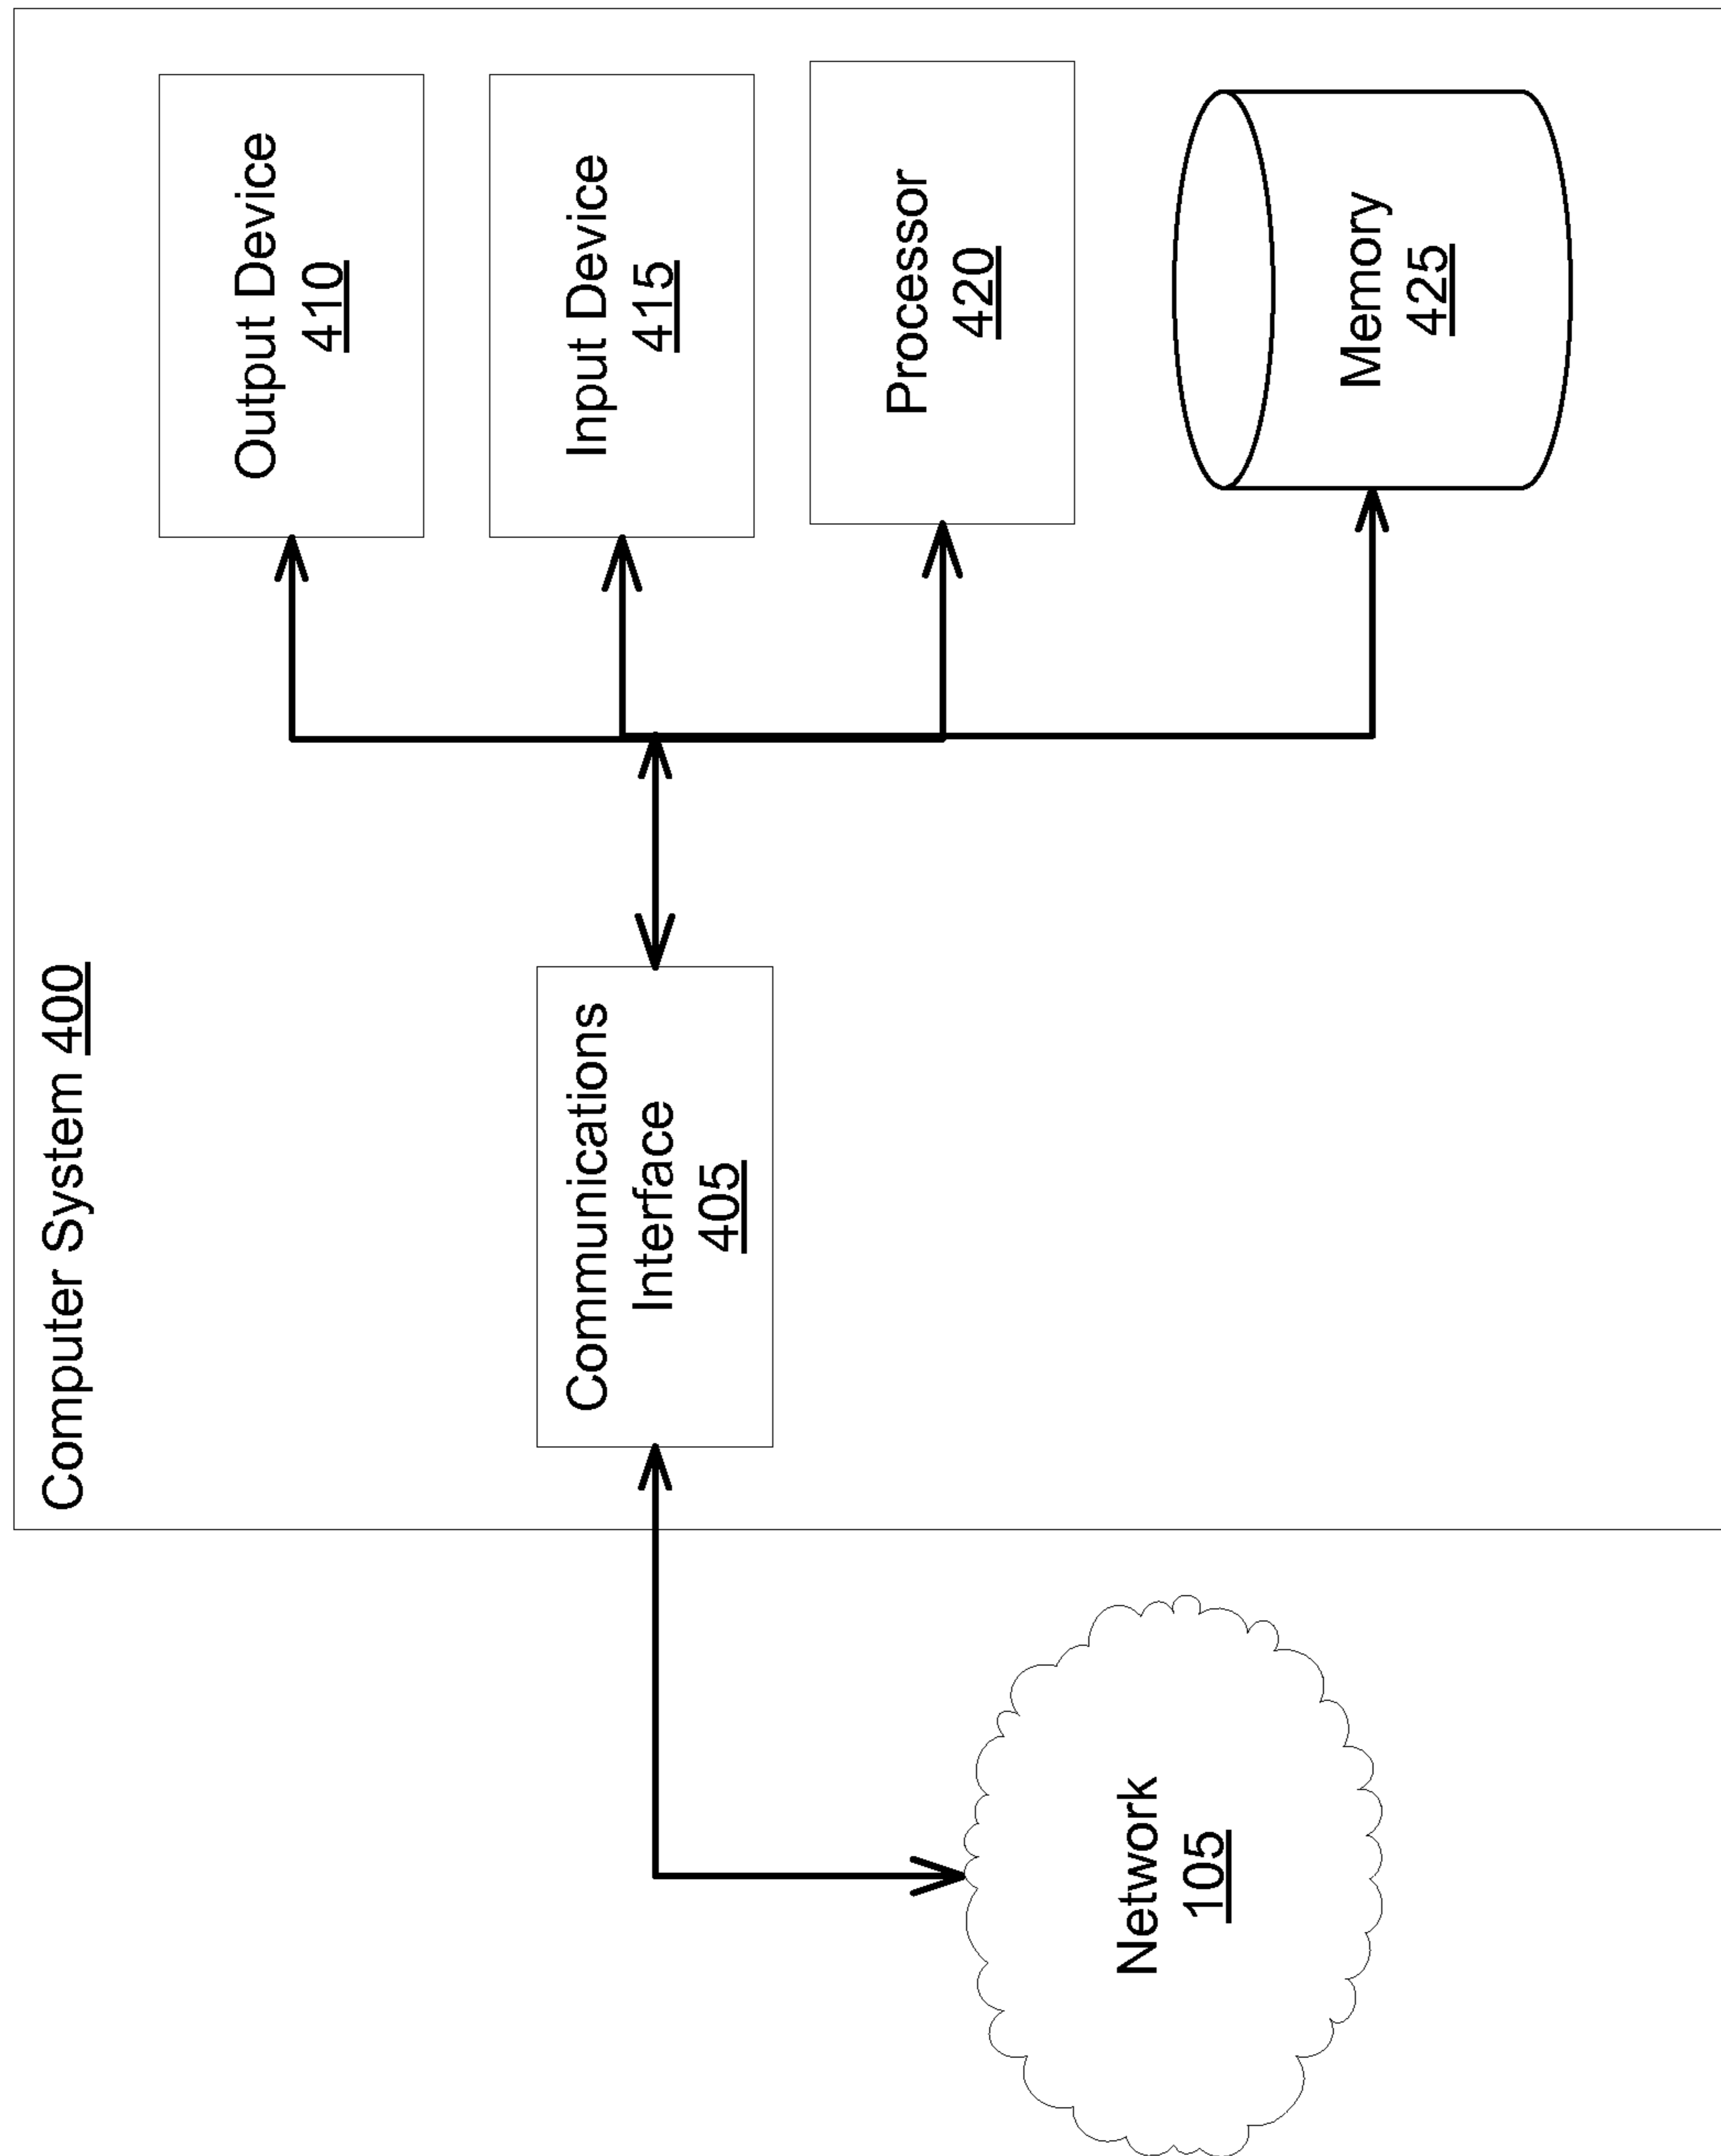 Computer System 400
Output Device
410
Input Device
415
Communications
Interface
405
Processor
420
Network
105
Memory
425